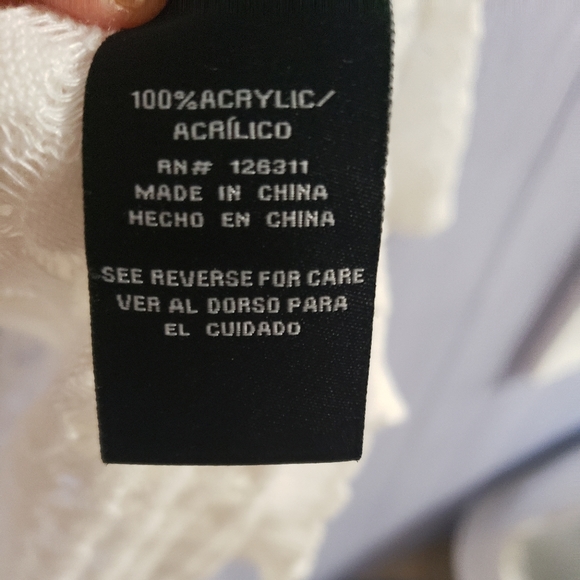 100%ACRYLIC/
ACRÍLICO
RN# 126311
MADE IN CHINA
HECHO EN CHINA
SEE REVERSE FOR CARE
VER AL DORSO PARA
EL CUIDADO